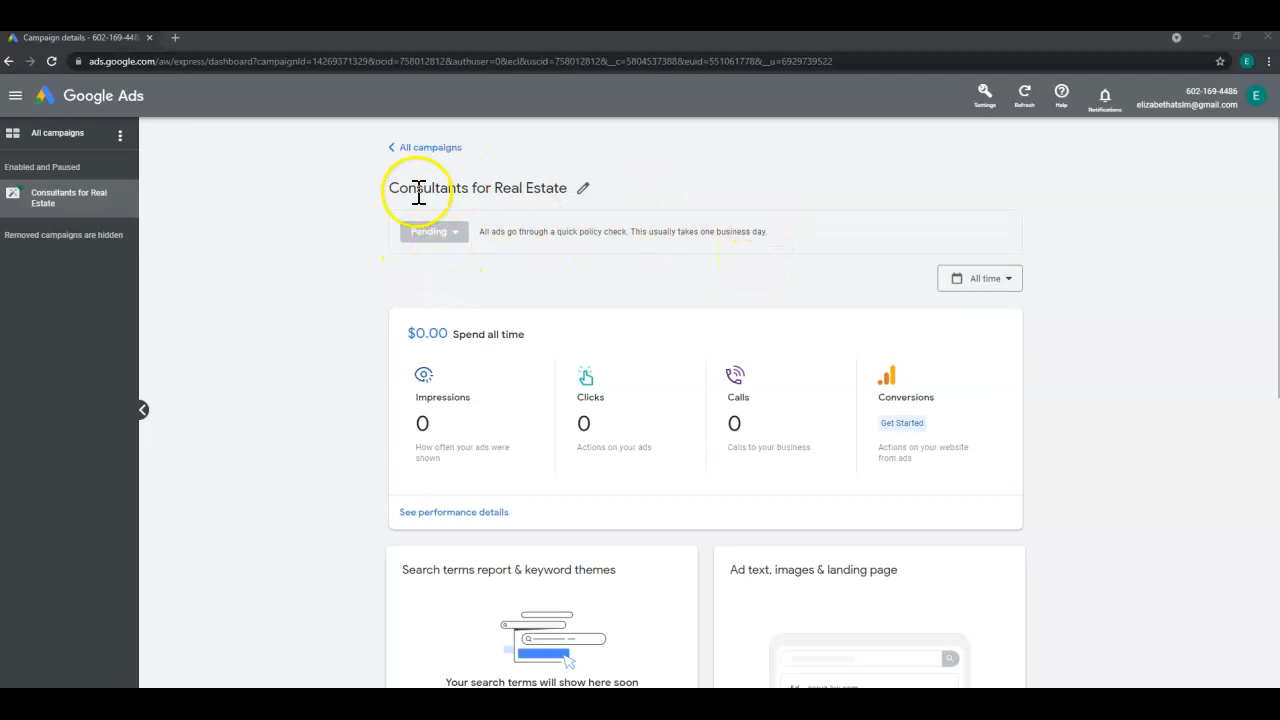 Campaign details - 602-169-448
ads.google.com/aw/express/dashboard?campaignId=14269371329&ocid=758012812&authuser=0&ecl&uscid=758012812&__c=5804537388&euid=551061778&__u=6929739522
E
Google Ads
Settings
Refresh
Help
Notifications
602-169-4486
elizabethatslm@gmail.com
E
All campaigns
Enabled and Paused
Consultants for Real
Estate
Removed campaigns are hidden
All campaigns
Consultants for Real Estate
Pending
All ads go through a quick policy check. This usually takes one business day.
All time
$0.00 Spend all time
Impressions
0
How often your ads were
shown
Clicks
0
Actions on your ads
Calls
0
Calls to your business
Conversions
Get Started
Actions on your website
from ads
See performance details
Search terms report & keyword themes
Your search terms will show here soon
Ad text, images & landing page